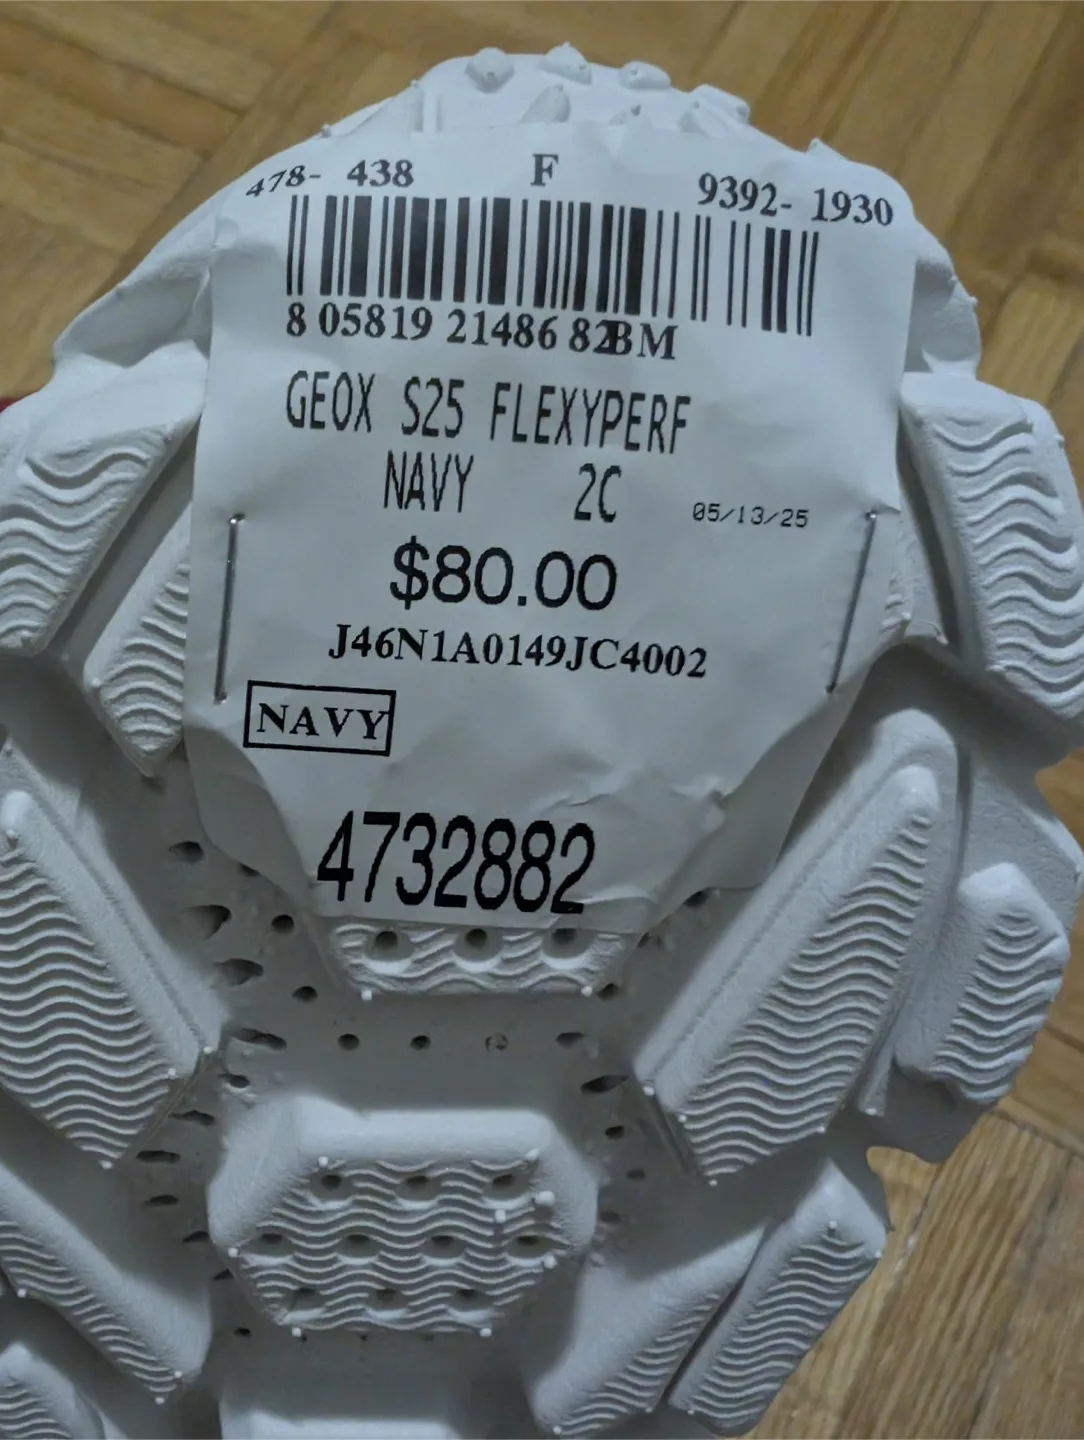 478- 438 F 9392- 1930
8 05819 21486 82BM
GEOX S25 FLEXYPERF
NAVY 2C 05/13/25
$80.00
J46N1A0149JC4002
NAVY
4732882